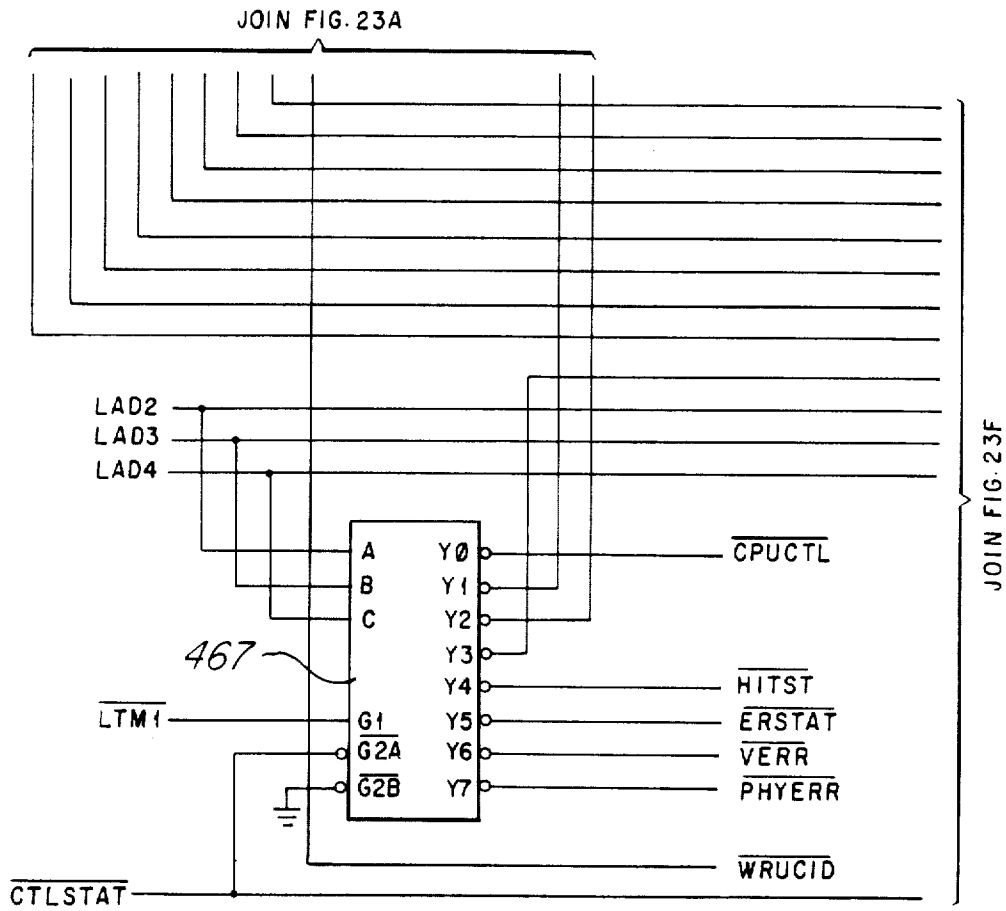 JOIN FIG. 23A
LAD2
LAD3
LAD4
JOIN FIG. 23F
A Y0
CPUCTL
B Y1
C Y2
467
Y3
Y4
HITST
LTM1
G1 Y5
ERSTAT
G2A Y6
VERR
G2B Y7
PHYERR
WRUCID
CTLSTAT